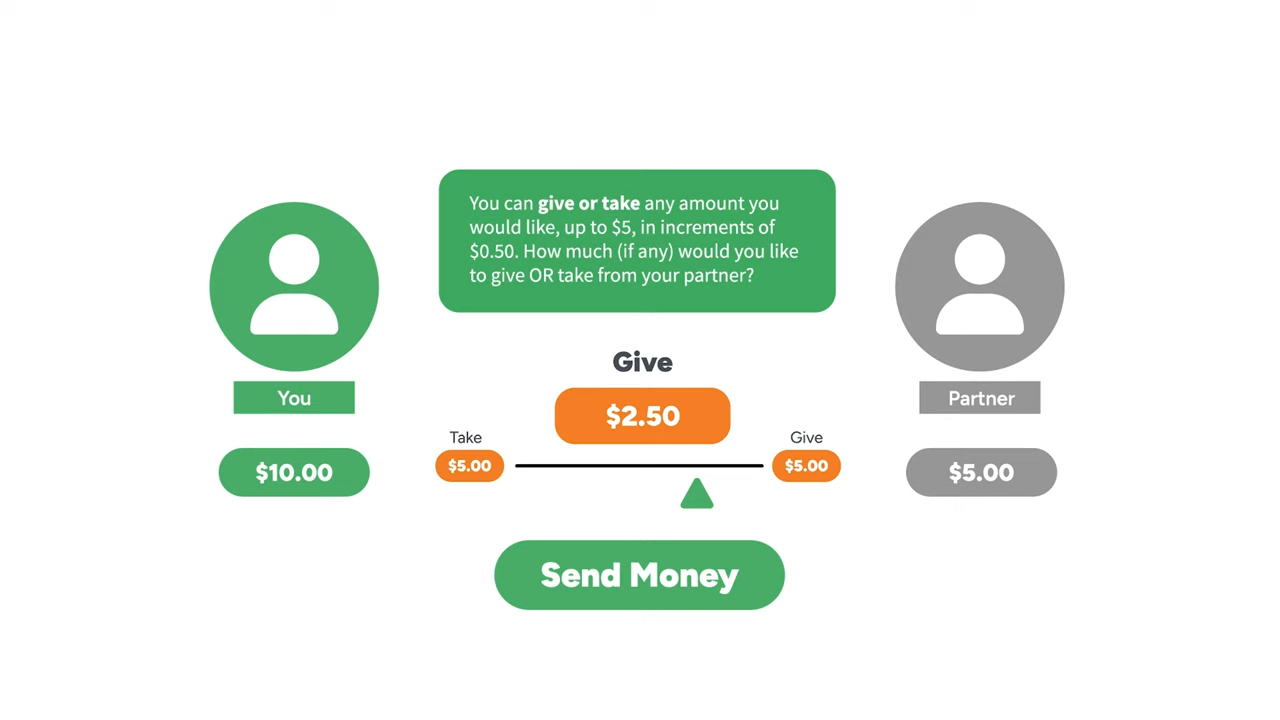 You can give or take any amount you
would like, up to $5, in increments of
$0.50. How much (if any) would you like
to give OR take from your partner?
Give
$2.50
You
Partner
Take
Give
$10.00
$5.00
$5.00
$5.00
Send Money